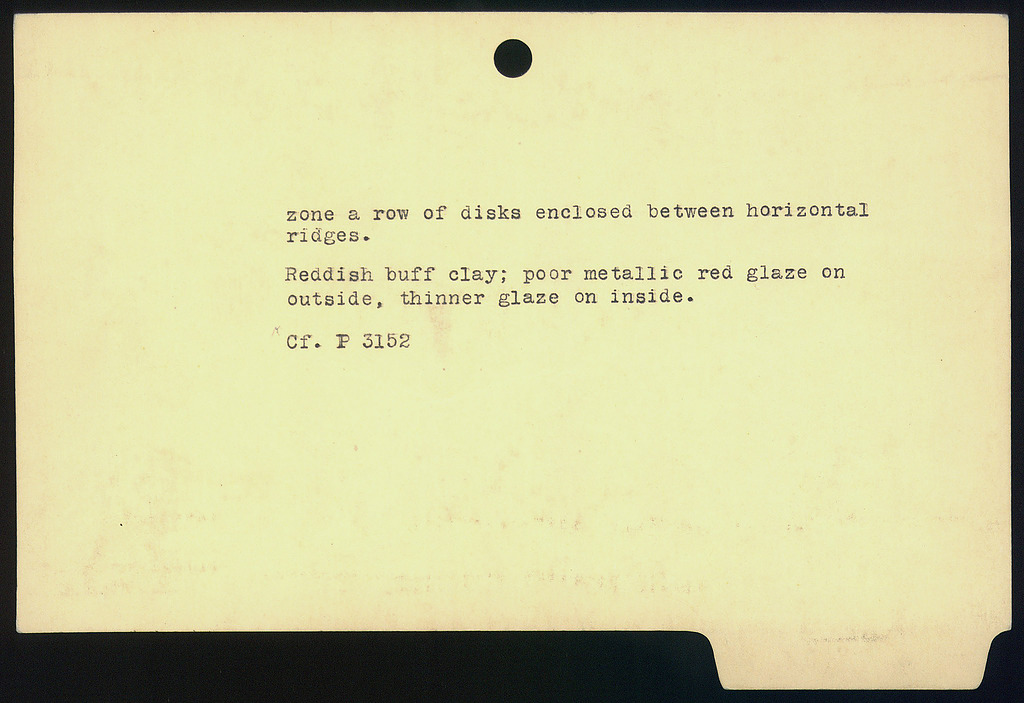 zone a row of disks enclosed between horizontal
ridges.
Reddish buff clay; poor metallic red glaze on
outside, thinner glaze on inside.
Cf. P 3152